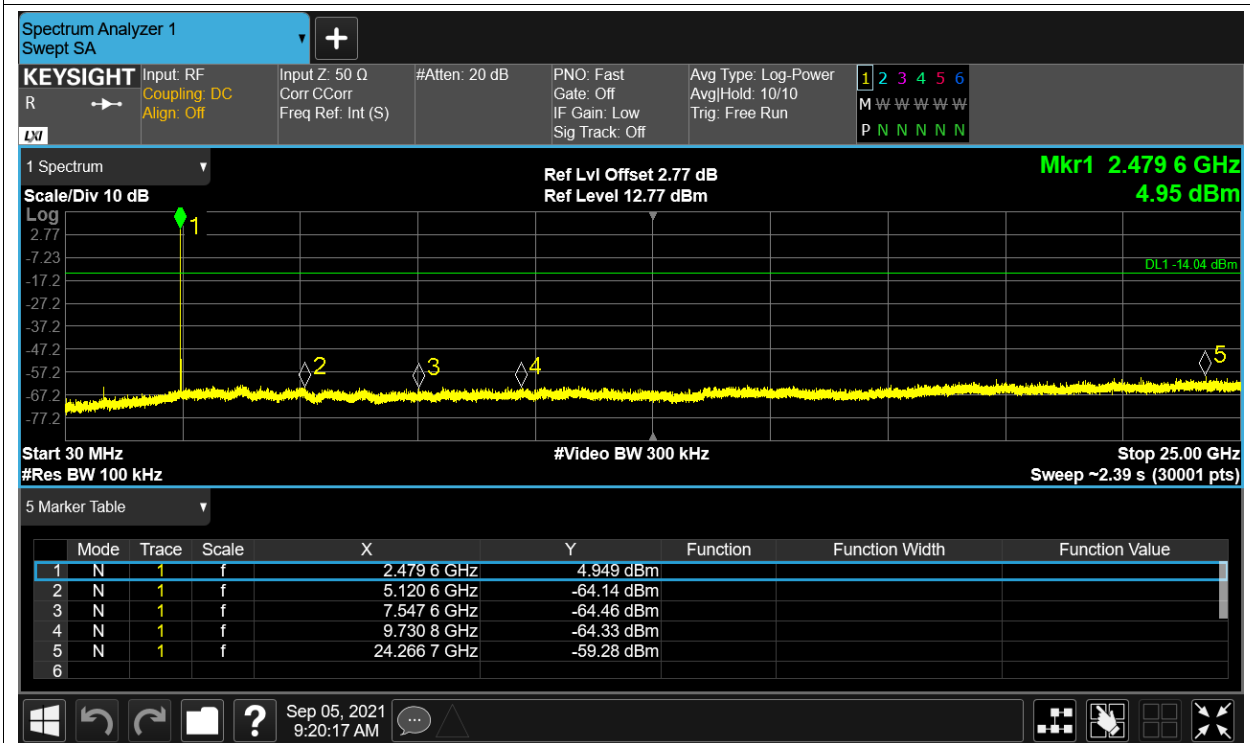 Spectrum Analyzer 1
Swept SA
KEYSIGHT
R
LXI
Input: RF
Coupling: DC
Align: Off
Input Z: 50 Ω
Corr CCorr
Freq Ref: Int (S)
#Atten: 20 dB
PNO: Fast
Gate: Off
IF Gain: Low
Sig Track: Off
Avg Type: Log-Power
Avg|Hold: 10/10
Trig: Free Run
1 2 3 4 5 6
M W W W W W
P N N N N N
1 Spectrum
Scale/Div 10 dB
Ref Lvl Offset 2.77 dB
Ref Level 12.77 dBm
Mkr1 2.479 6 GHz
4.95 dBm
Log
2.77
-7.23
-17.2
-27.2
-37.2
-47.2
-57.2
-67.2
-77.2
1
DL1 -14.04 dBm
2
3
4
5
Start 30 MHz
#Video BW 300 kHz
Stop 25.00 GHz
#Res BW 100 kHz
Sweep ~2.39 s (30001 pts)
5 Marker Table
Mode Trace Scale X Y Function Function Width Function Value
1 N 1 f 2.479 6 GHz 4.949 dBm
2 N 1 f 5.120 6 GHz -64.14 dBm
3 N 1 f 7.547 6 GHz -64.46 dBm
4 N 1 f 9.730 8 GHz -64.33 dBm
5 N 1 f 24.266 7 GHz -59.28 dBm
6
?
Sep 05, 2021
9:20:17 AM